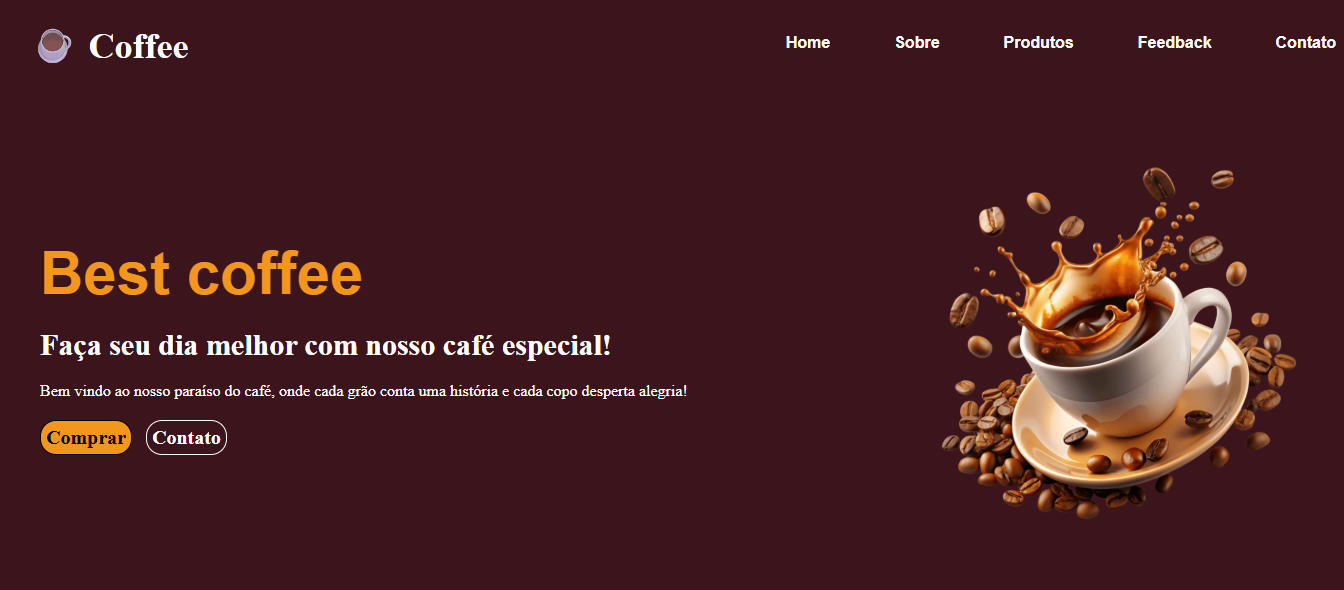 Coffee
Home Sobre Produtos Feedback Contato
Best coffee
Faça seu dia melhor com nosso café especial!
Bem vindo ao nosso paraíso do café, onde cada grão conta uma história e cada copo desperta alegria!
Comprar Contato